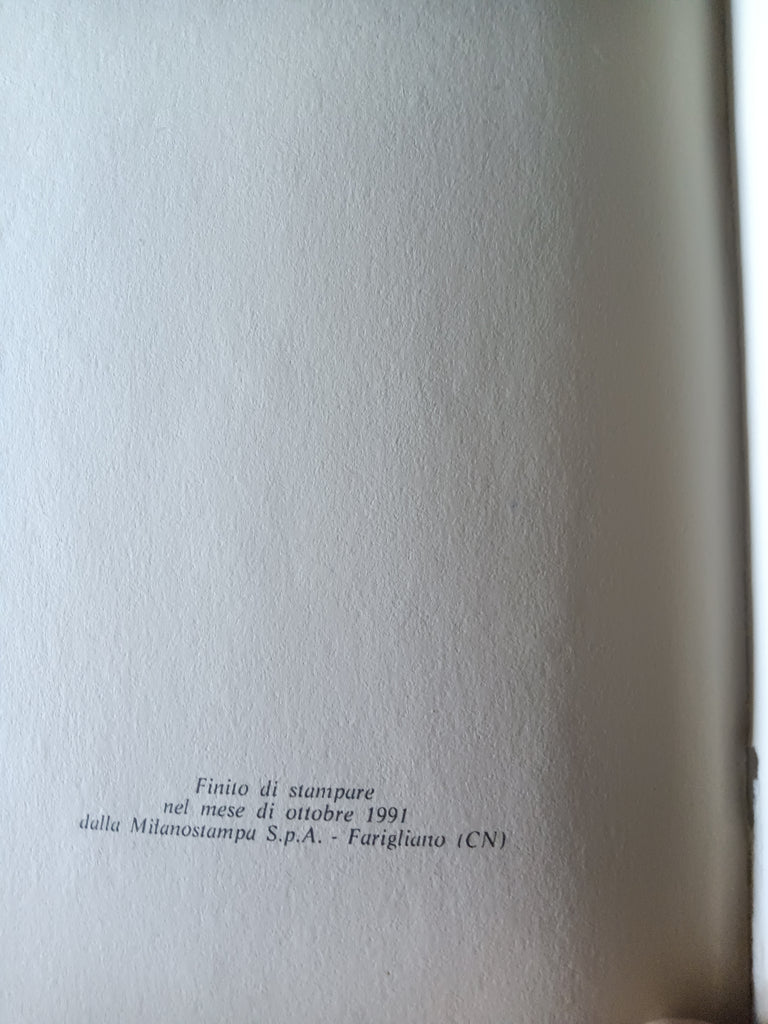 Finito di stampare
nel mese di ottobre 1991
dalla Milanostampa S.p.A. - Farigliano (CN)